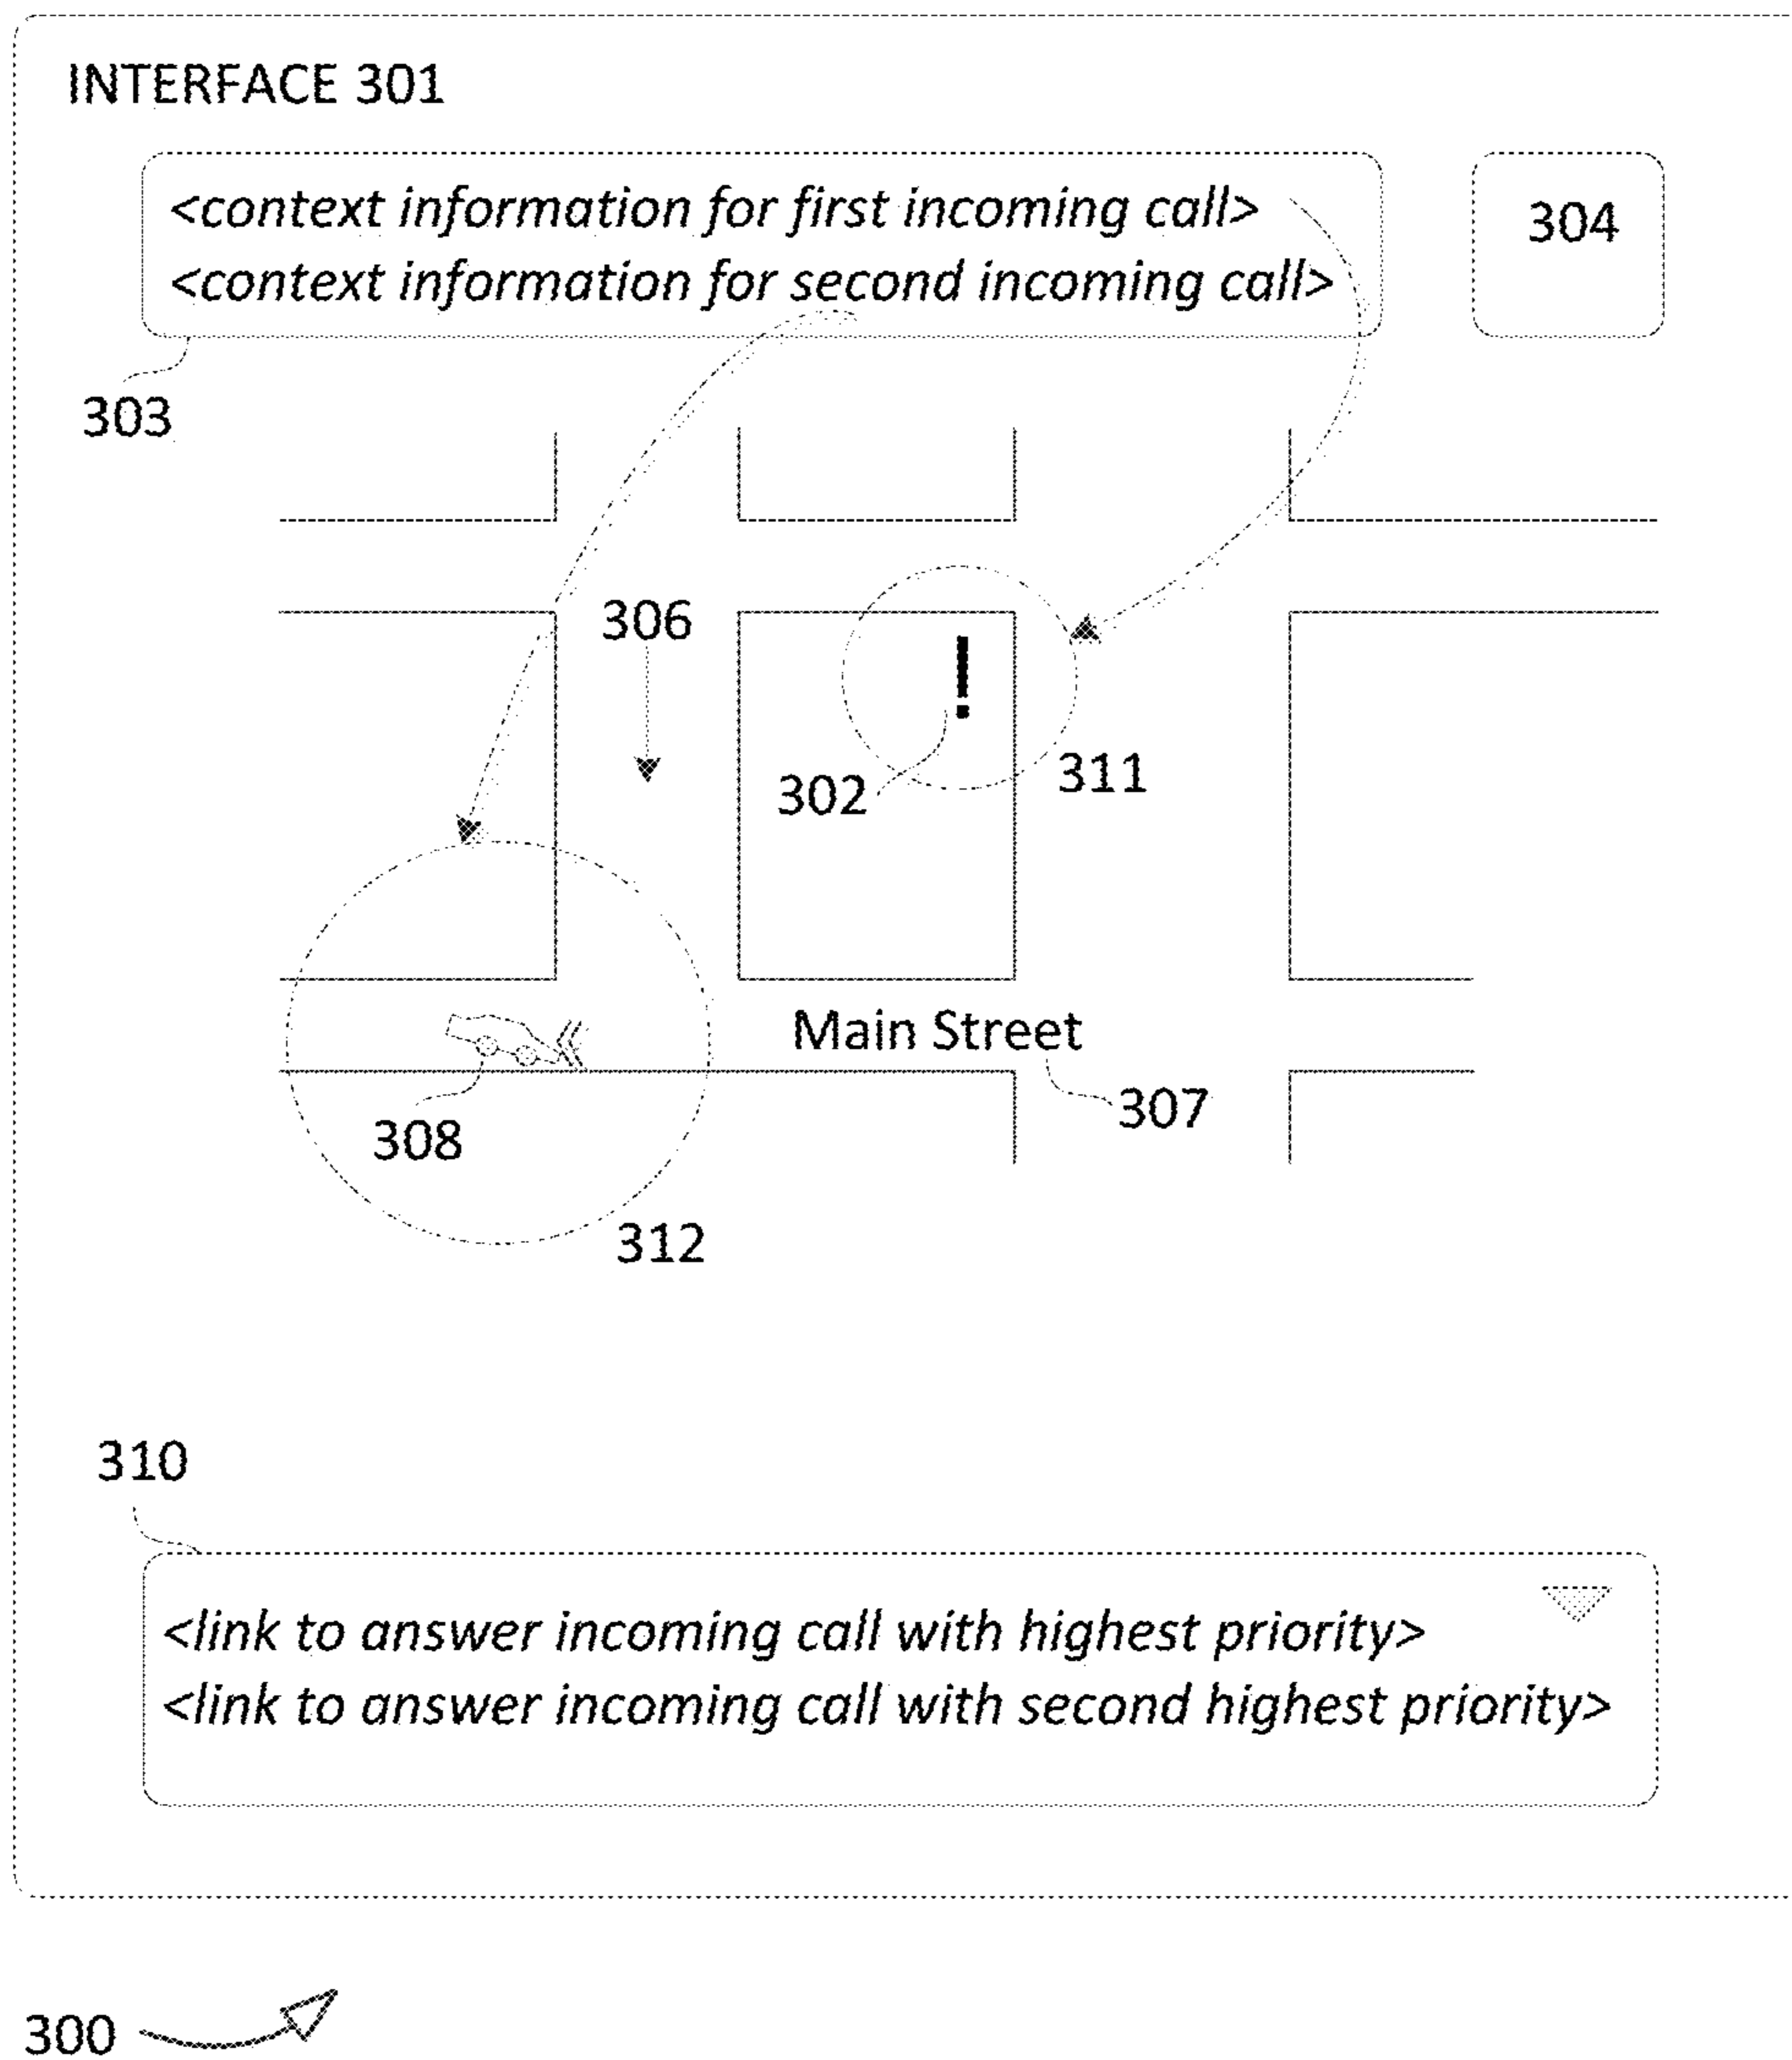 INTERFACE 301
<context information for first incoming call>
<context information for second incoming call>
304
303
306
302
311
Main Street
307
308
312
310
<link to answer incoming call with highest priority>
<link to answer incoming call with second highest priority>
300